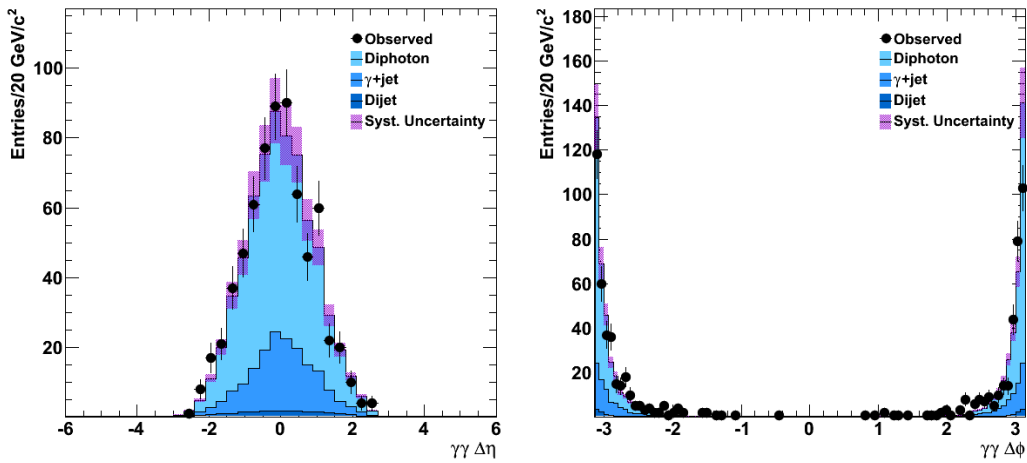 Entries/20 GeV/c²
100
80
60
40
20
-6
-4
-2
0
2
4
6
γγ Δη
Observed
Diphoton
γ+jet
Dijet
Syst. Uncertainty
Entries/20 GeV/c²
180
160
140
120
100
80
60
40
20
-3
-2
-1
0
1
2
3
γγ Δϕ
Observed
Diphoton
γ+jet
Dijet
Syst. Uncertainty